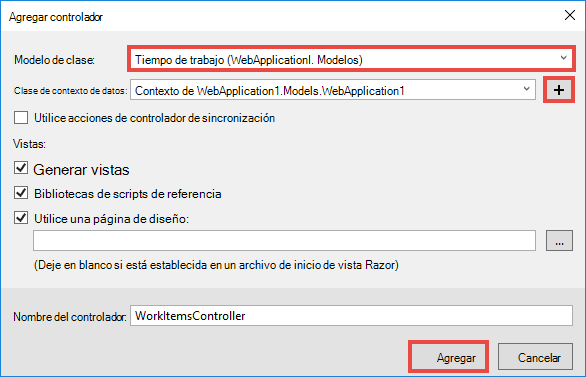 Agregar controlador
Modelo de clase: Tiempo de trabajo (WebApplicationl. Modelos)
Clase de contexto de datos: Contexto de WebApplication1.Models.WebApplication1 +
Utilice acciones de controlador de sincronización
Vistas:
Generar vistas
Bibliotecas de scripts de referencia
Utilice una página de diseño:
...
(Deje en blanco si está establecida en un archivo de inicio de vista Razor)
Nombre del controlador: WorkItemsController
Agregar Cancelar